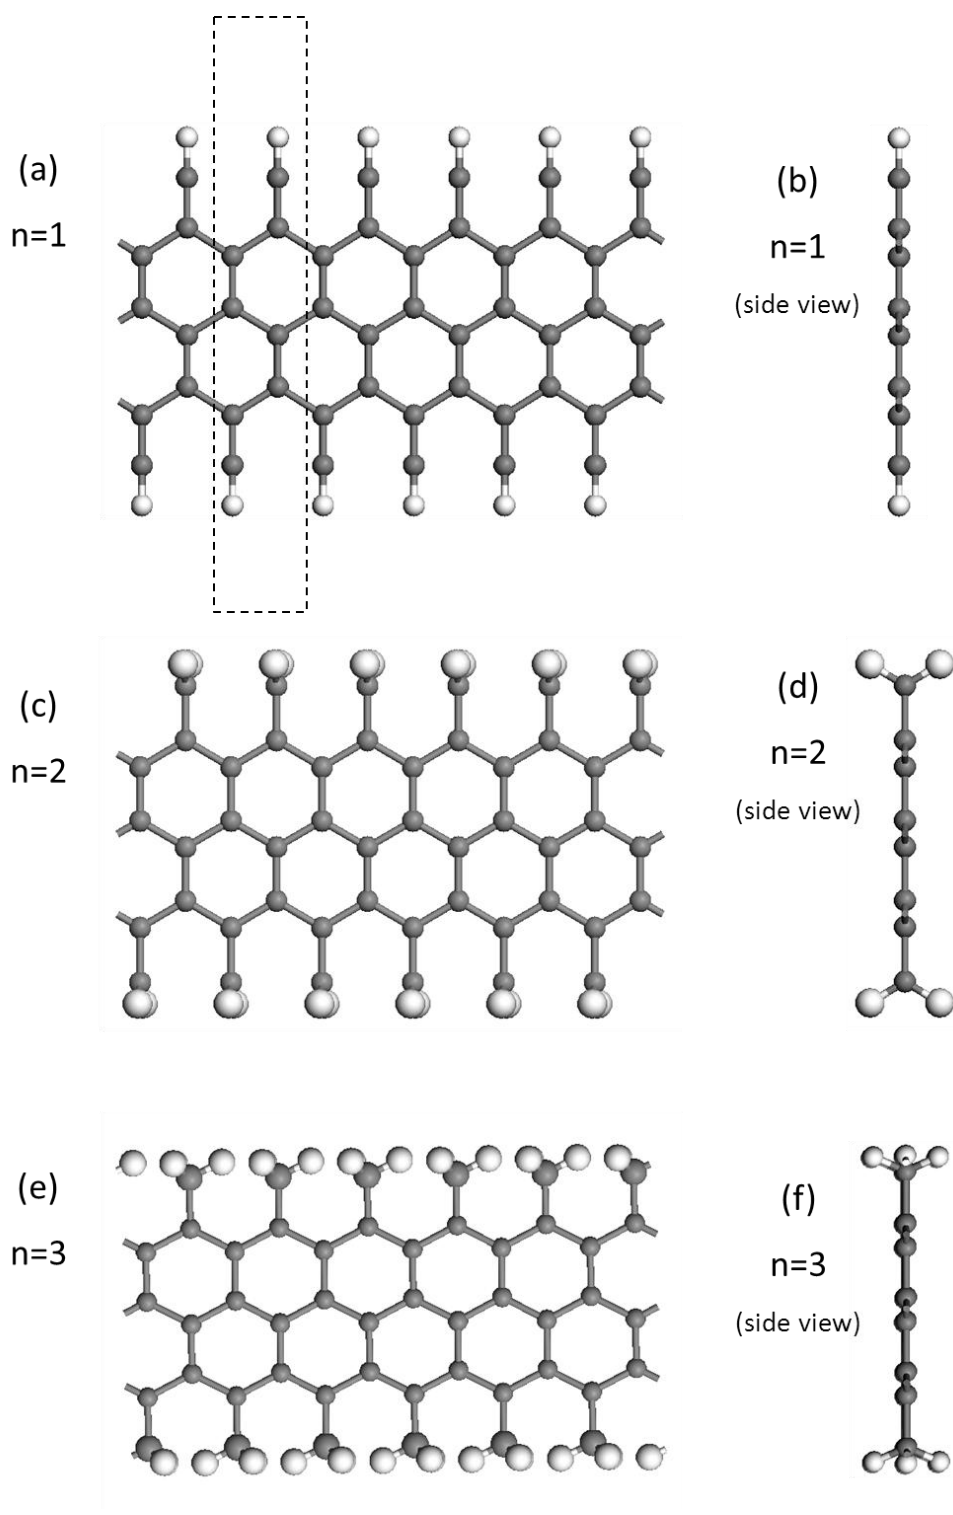 (a)
n=1
(b)
n=1
(side view)
(c)
n=2
(d)
n=2
(side view)
(e)
n=3
(f)
n=3
(side view)